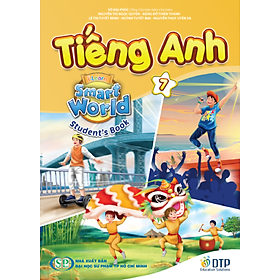 Tiếng Anh
7
i-Learn
Smart
World
Student's Book
NHÀ XUẤT BẢN
ĐẠI HỌC SƯ PHẠM TP HỒ CHÍ MINH
DTP
Education Solutions